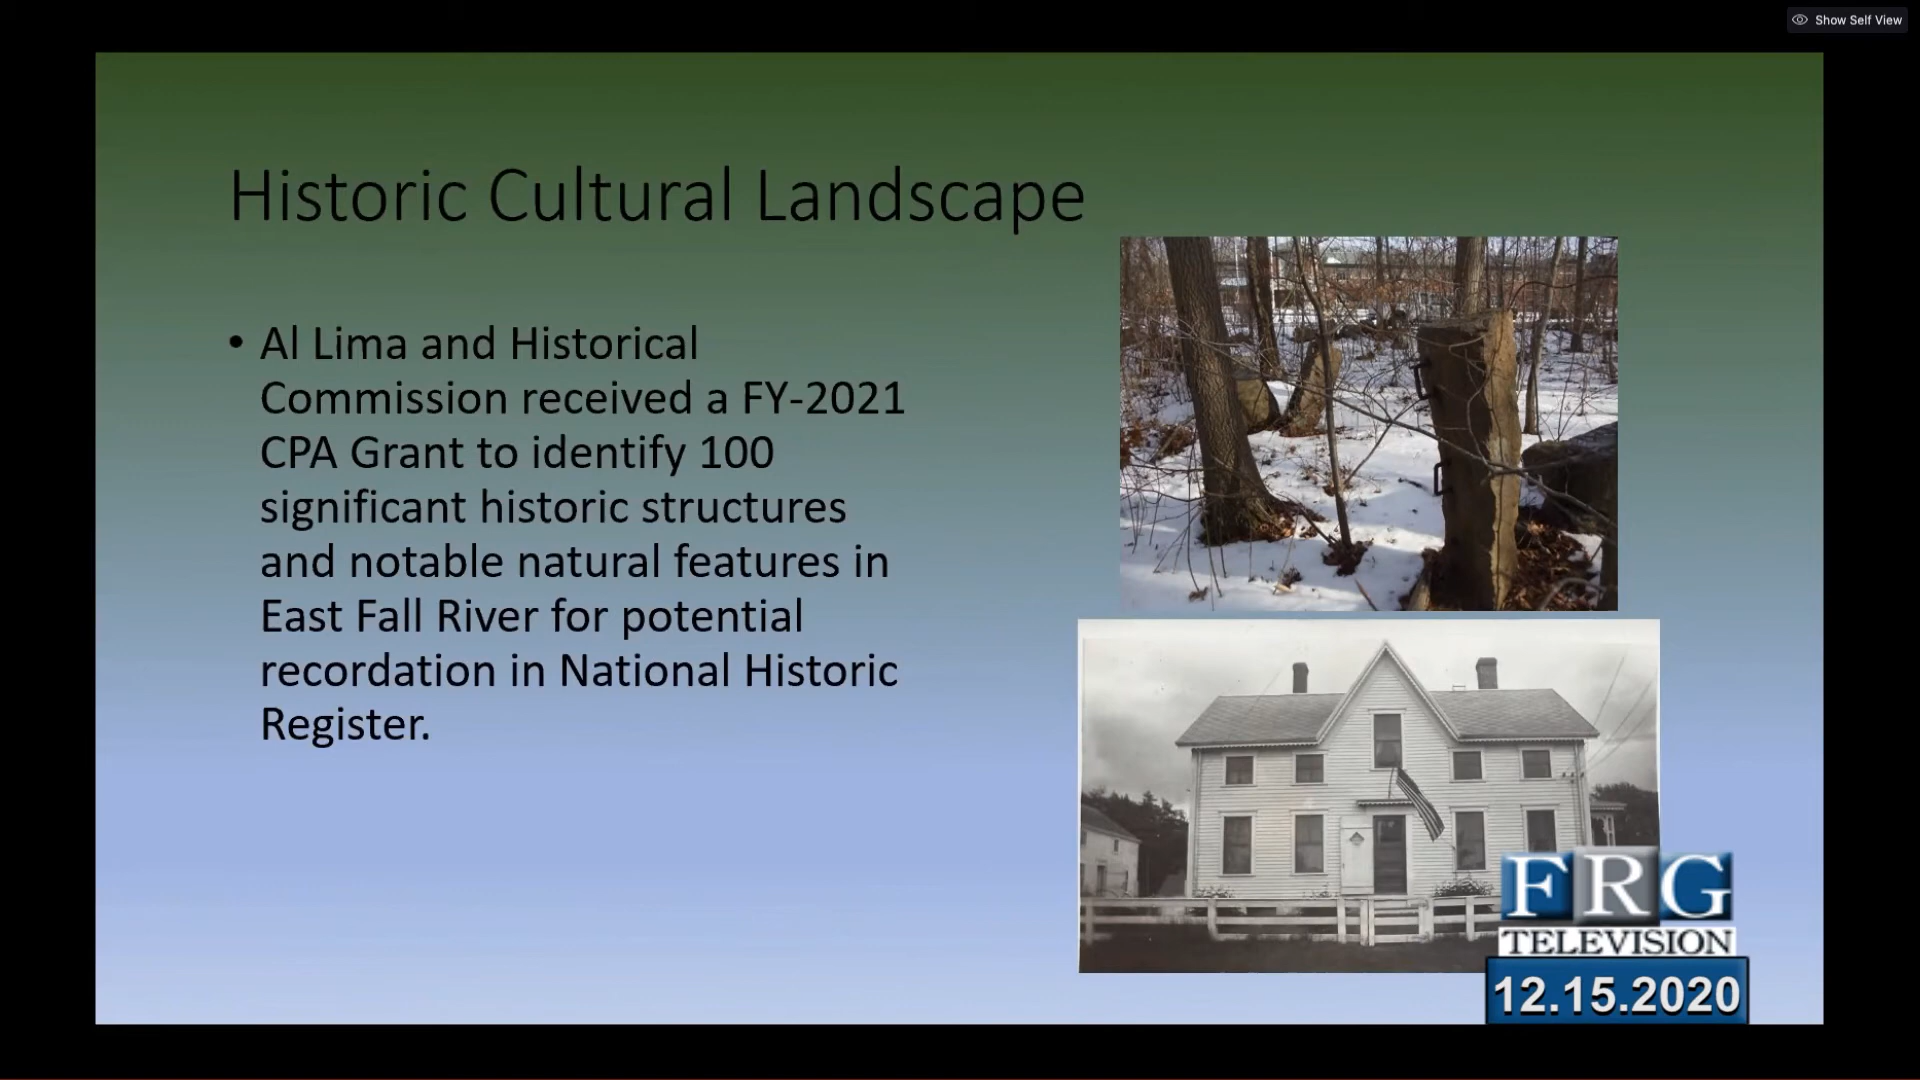 Show Self View
Historic Cultural Landscape
• Al Lima and Historical
Commission received a FY-2021
CPA Grant to identify 100
significant historic structures
and notable natural features in
East Fall River for potential
recordation in National Historic
Register.
FRG
TELEVISION
12.15.2020